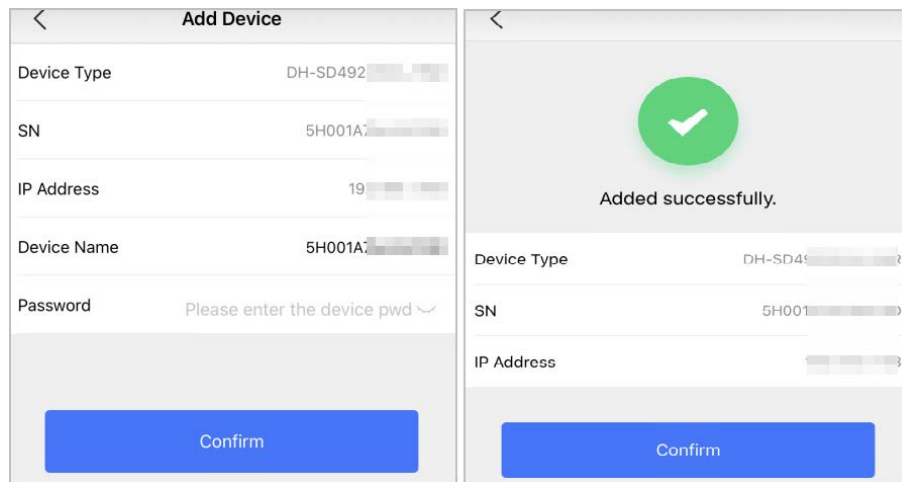 Add Device
Device Type DH-SD492
SN 5H001A
IP Address 19
Device Name 5H001A
Password Please enter the device pwd
Confirm
Added successfully.
Device Type DH-SD4
SN 5H001
IP Address
Confirm